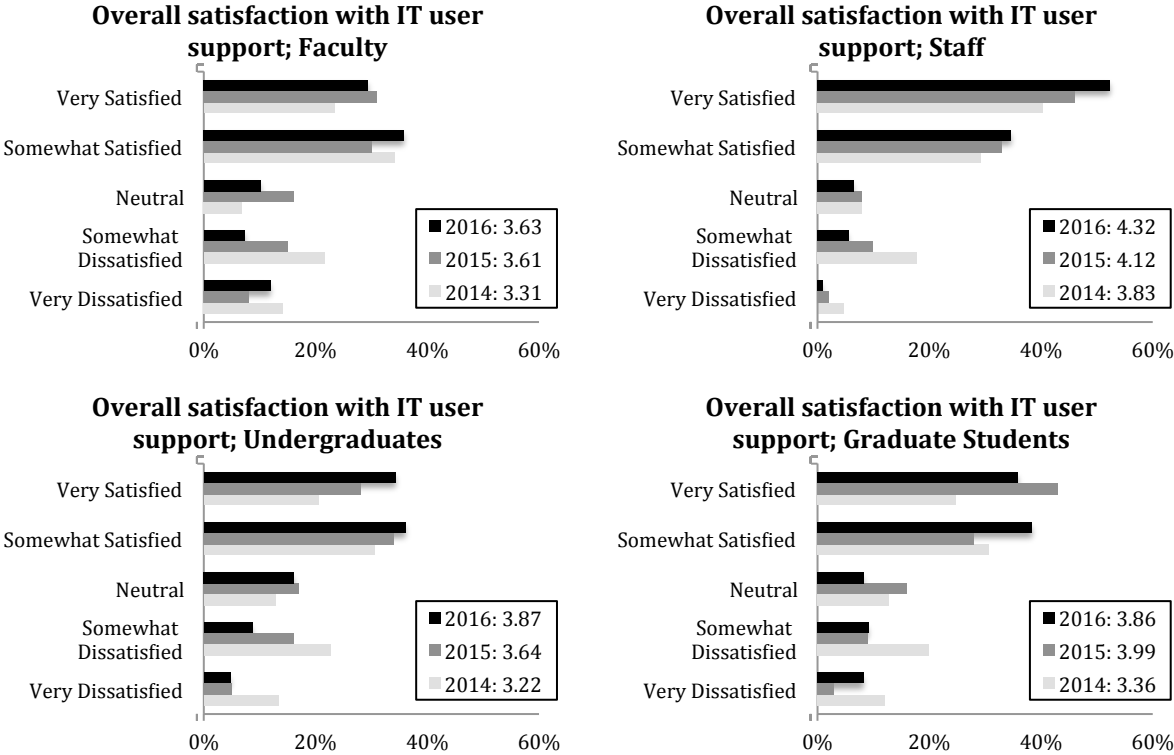 Overall satisfaction with IT user
support; Faculty
Very Satisfied
Somewhat Satisfied
Neutral
Somewhat
Dissatisfied
Very Dissatisfied
2016: 3.63
2015: 3.61
2014: 3.31
0%
20%
40%
60%
Overall satisfaction with IT user
support; Staff
Very Satisfied
Somewhat Satisfied
Neutral
Somewhat
Dissatisfied
Very Dissatisfied
2016: 4.32
2015: 4.12
2014: 3.83
0%
20%
40%
60%
Overall satisfaction with IT user
support; Undergraduates
Very Satisfied
Somewhat Satisfied
Neutral
Somewhat
Dissatisfied
Very Dissatisfied
2016: 3.87
2015: 3.64
2014: 3.22
0%
20%
40%
60%
Overall satisfaction with IT user
support; Graduate Students
Very Satisfied
Somewhat Satisfied
Neutral
Somewhat
Dissatisfied
Very Dissatisfied
2016: 3.86
2015: 3.99
2014: 3.36
0%
20%
40%
60%